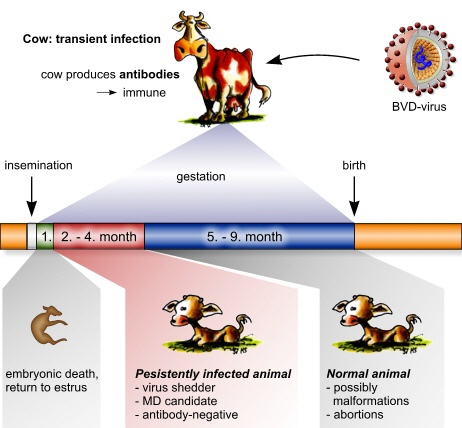 Cow: transient infection
cow produces antibodies
→ immune
BVD-virus
insemination
gestation
birth
1.
2. - 4. month
5. - 9. month
embryonic death,
return to estrus
Pesistently infected animal
- virus shedder
- MD candidate
- antibody-negative
Normal animal
- possibly
malformations
- abortions